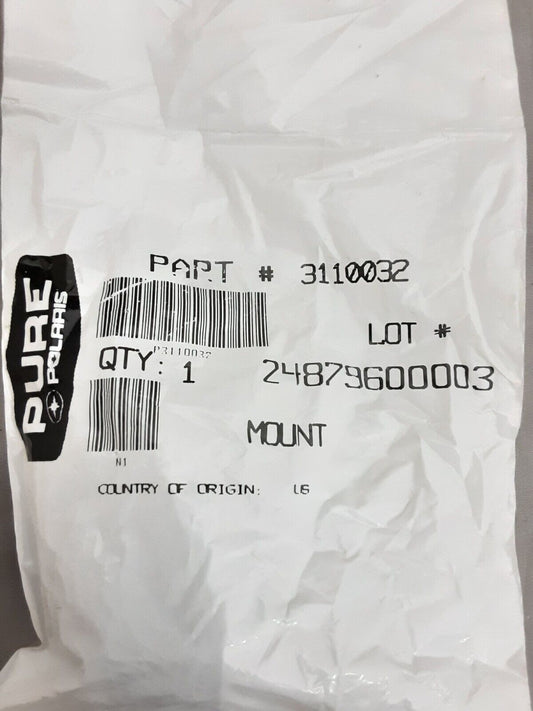 PURE
POLARIS
PART # 3110032
P3110032
LOT #
QTY: 1
24879600003
MOUNT
N1
COUNTRY OF ORIGIN: US